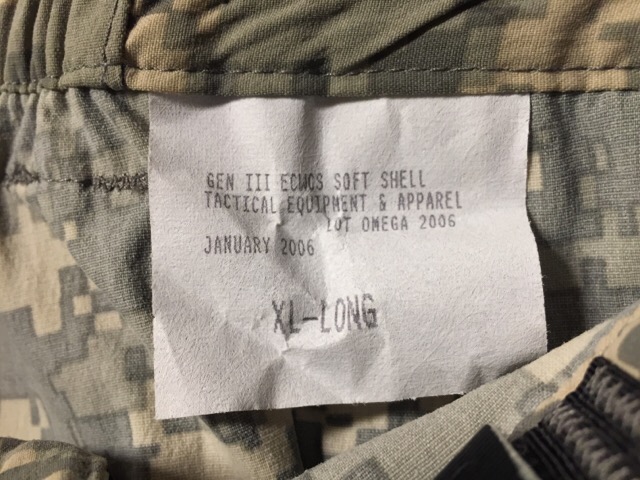 GEN III ECWCS SOFT SHELL
TACTICAL EQUIPMENT & APPAREL
LOT OMEGA 2006
JANUARY 2006
XL-LONG